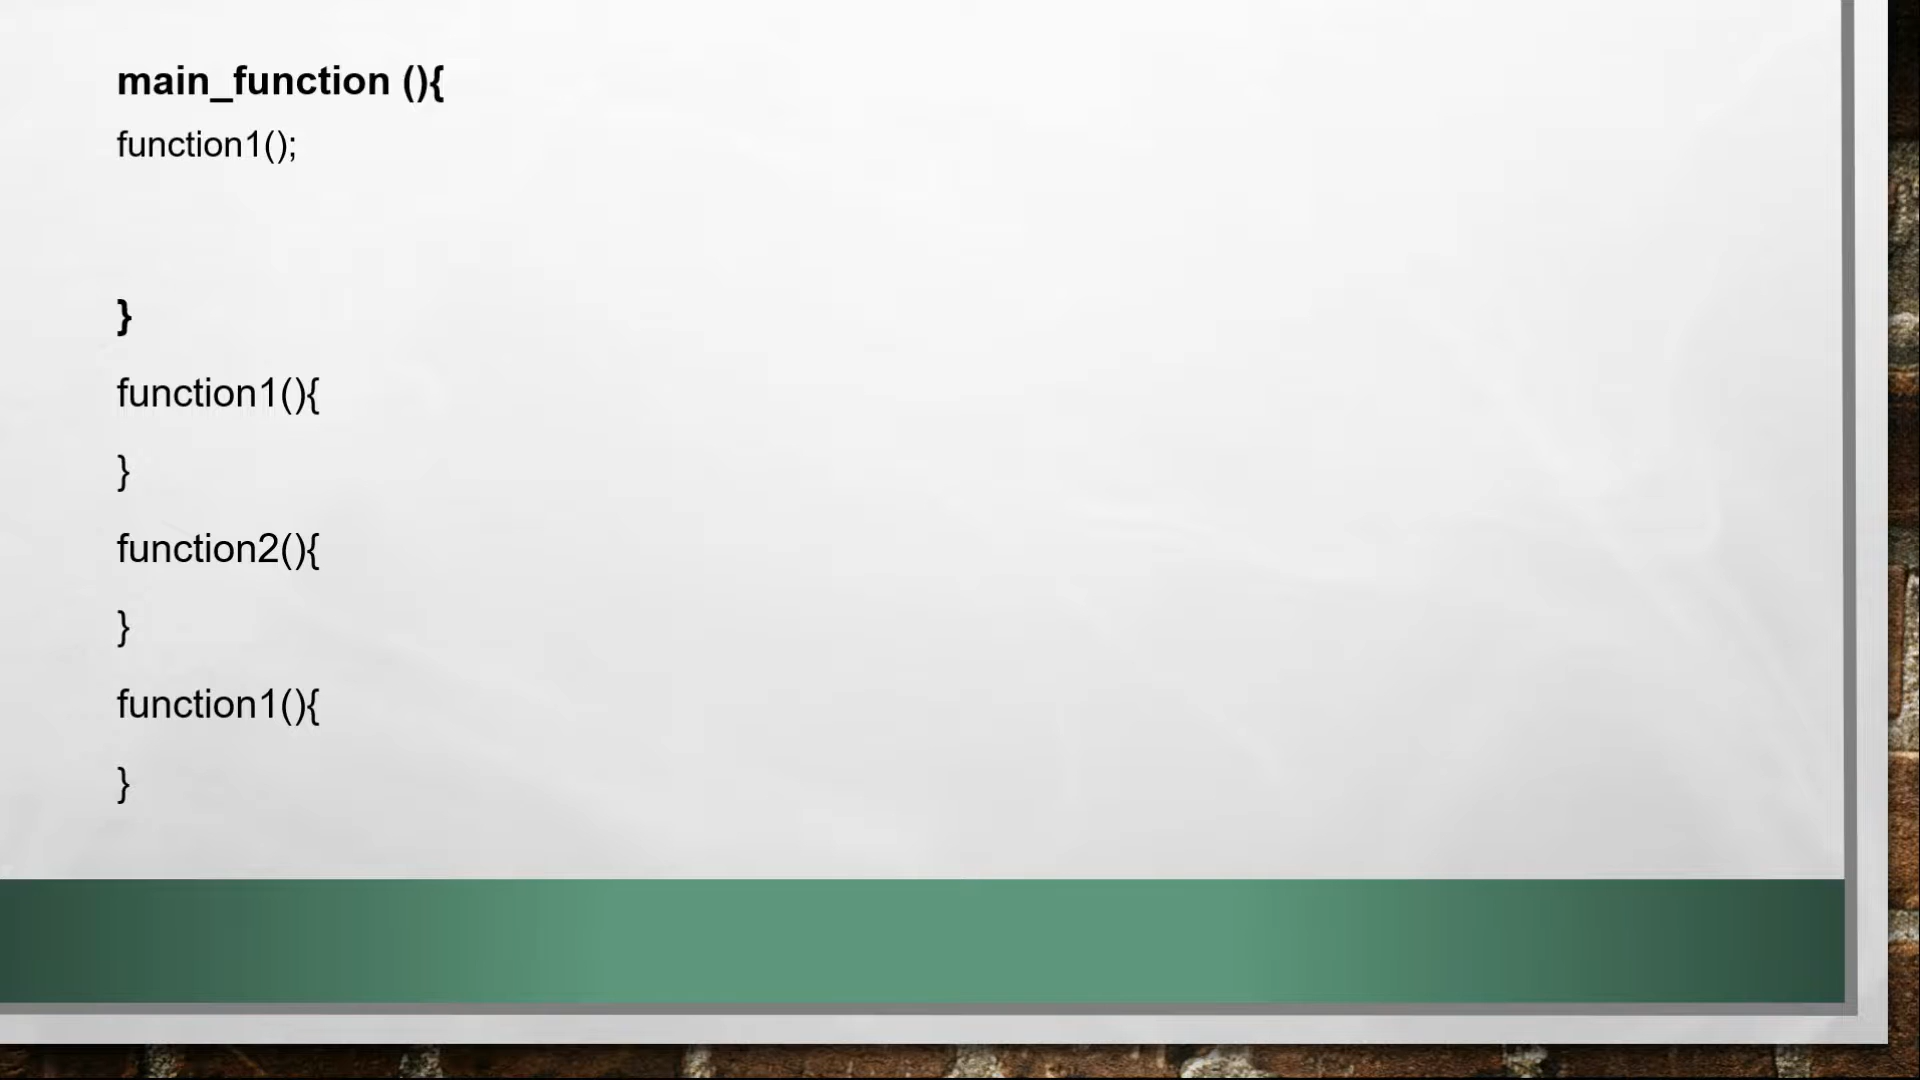 main_function (){
function1();
}
function1(){
}
function2(){
}
function1(){
}